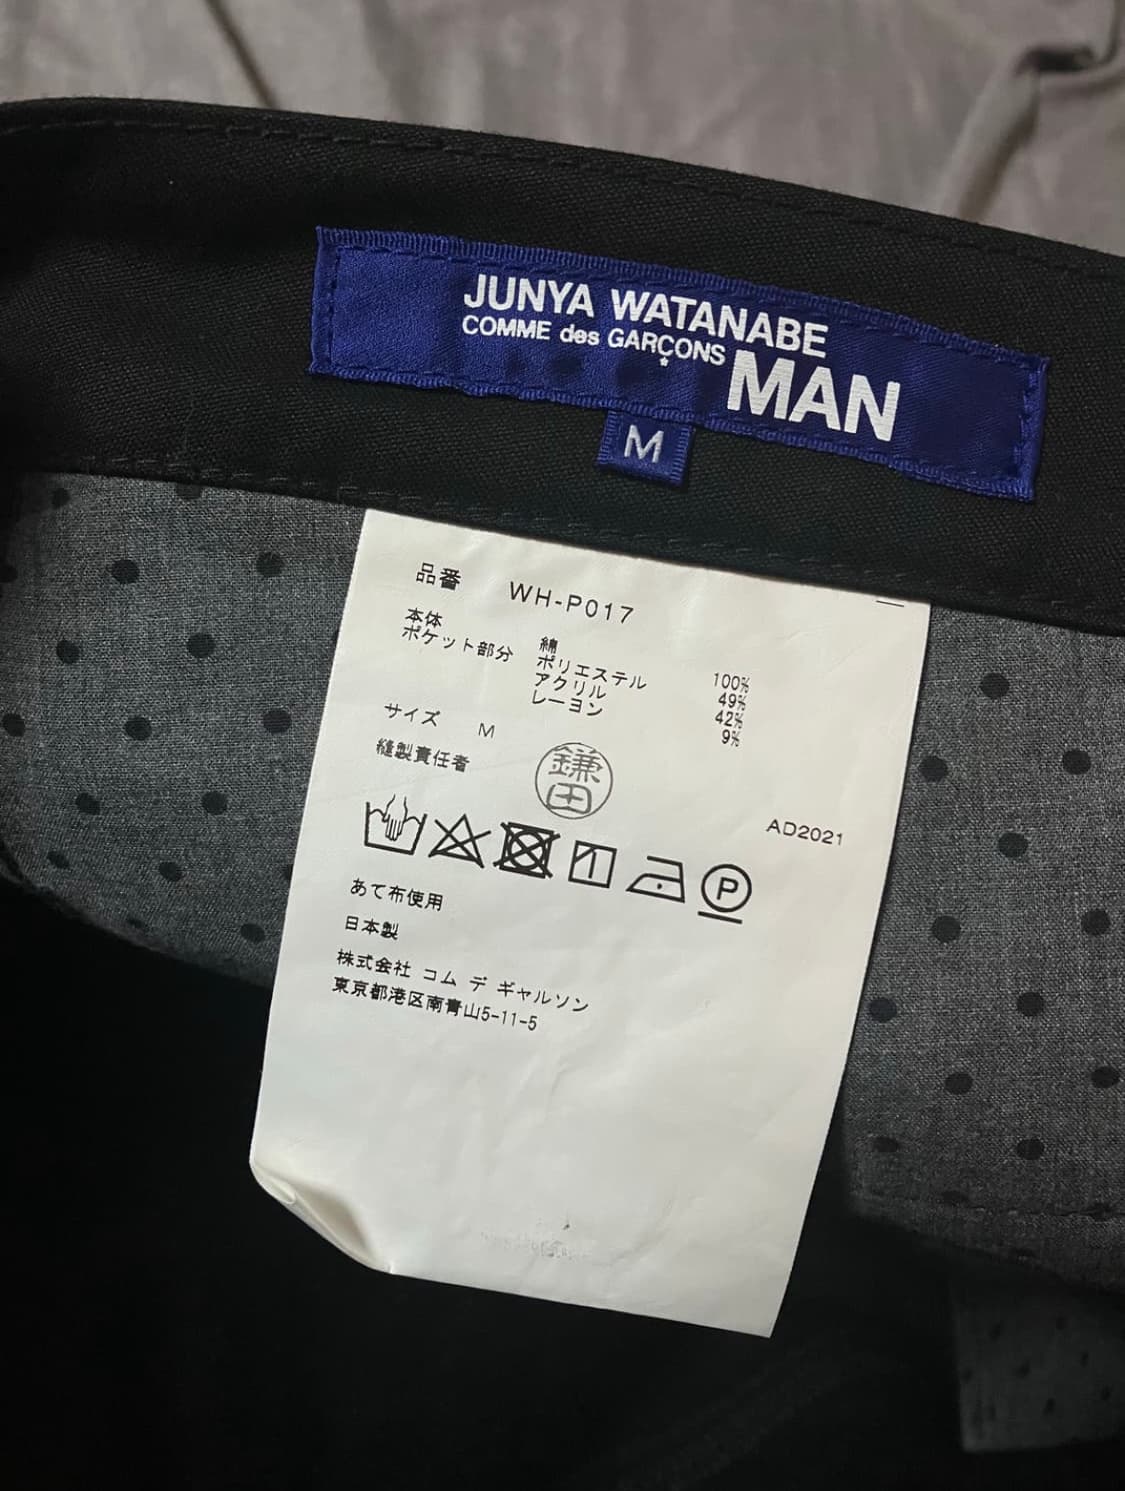 JUNYA WATANABE
COMME des GARÇONS
MAN
M
品番 WH-P017
本体 綿 100%
ポケット部分 ポリエステル 49%
アクリル 42%
レーヨン 9%
サイズ M
縫製責任者 鎌田
AD2021
1 P
あて布使用
日本製
株式会社 コム デ ギャルソン
東京都港区南青山5-11-5